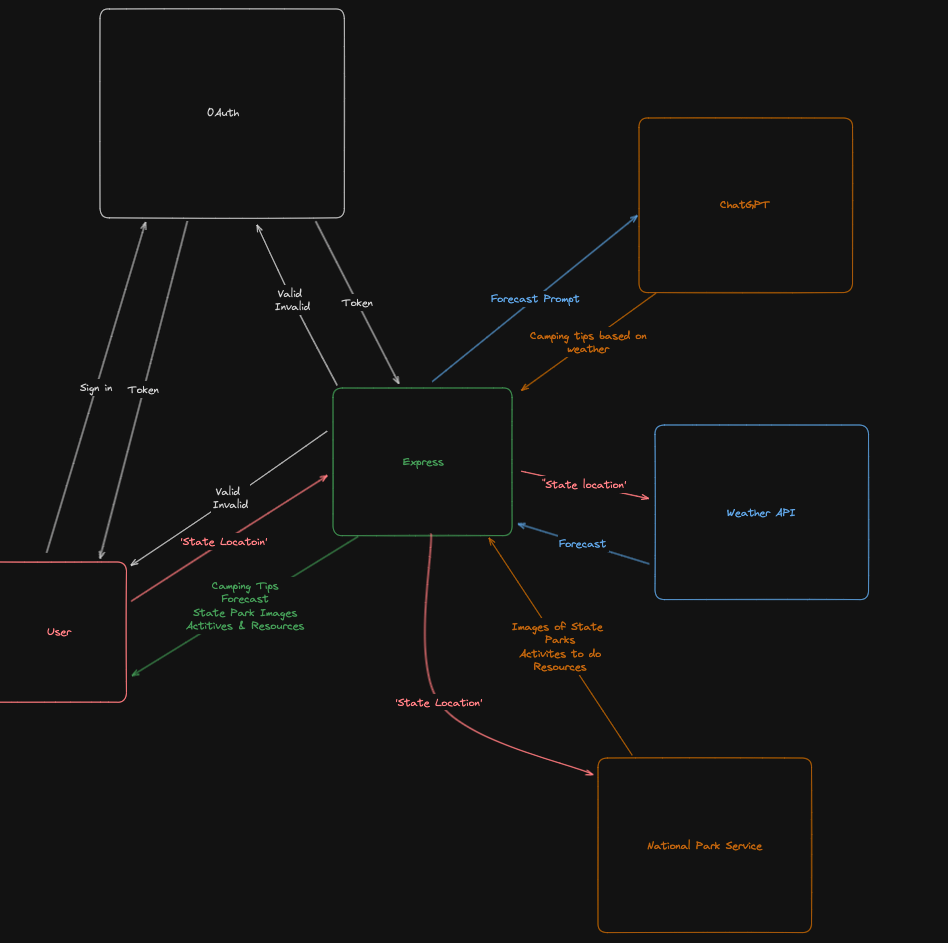 OAuth
ChatGPT
Valid
Invalid
Token
Forecast Prompt
Camping tips based on
weather
Sign in
Token
Express
"State location'
Weather API
Valid
Invalid
'State Locatoin'
Forecast
Camping Tips
Forecast
State Park Images
Actitives & Resources
User
Images of State
Parks
Activites to do
Resources
'State Location'
National Park Service